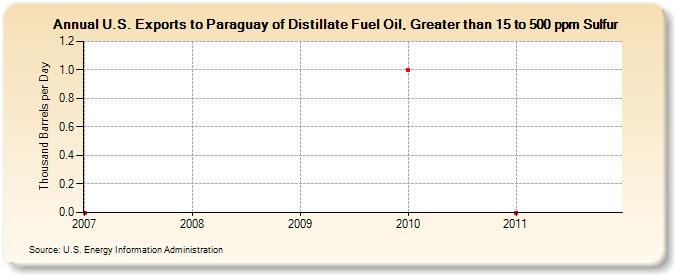 Annual U.S. Exports to Paraguay of Distillate Fuel Oil, Greater than 15 to 500 ppm Sulfur
Thousand Barrels per Day
1.2
1.0
0.8
0.6
0.4
0.2
0.0
2007 2008 2009 2010 2011
Source: U.S. Energy Information Administration